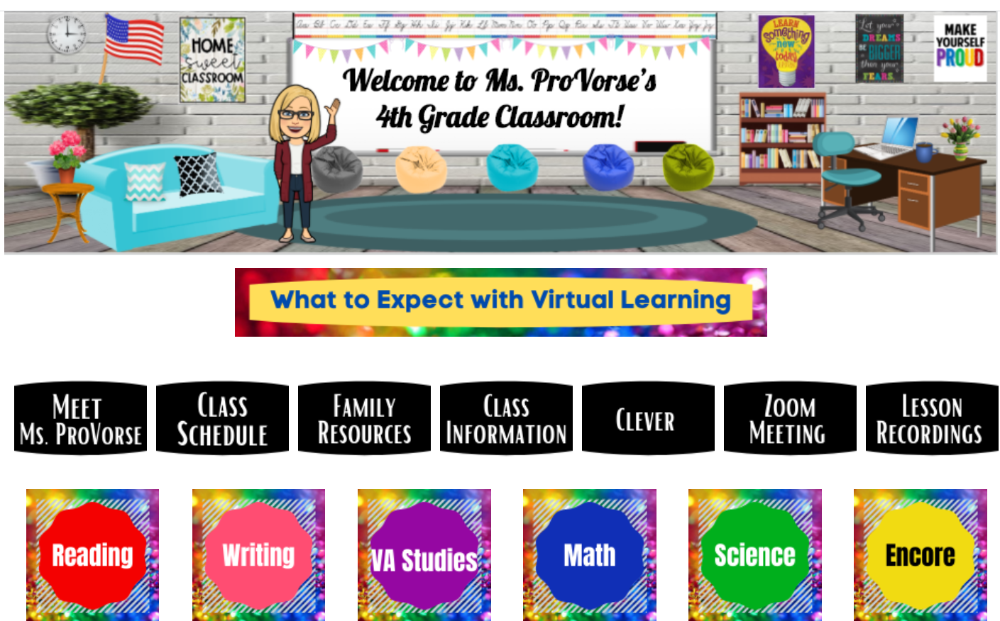 Aa Bb Cc Dd Ee Ff Gg Hh Ii Jj Kk Ll Mm Nn Oo Pp Qq Rr Ss Tt Uu Vv Ww Xx Yy Zz
HOME
sweet
CLASSROOM
Welcome to Ms. ProVorse's
4th Grade Classroom!
LEARN
something
new
today
Let your
DREAMS
BE BIGGER
than your
FEARS.
MAKE
YOURSELF
PROUD
What to Expect with Virtual Learning
MEET
MS. PROVORSE
CLASS
SCHEDULE
FAMILY
RESOURCES
CLASS
INFORMATION
CLEVER
ZOOM
MEETING
LESSON
RECORDINGS
Reading
Writing
VA Studies
Math
Science
Encore